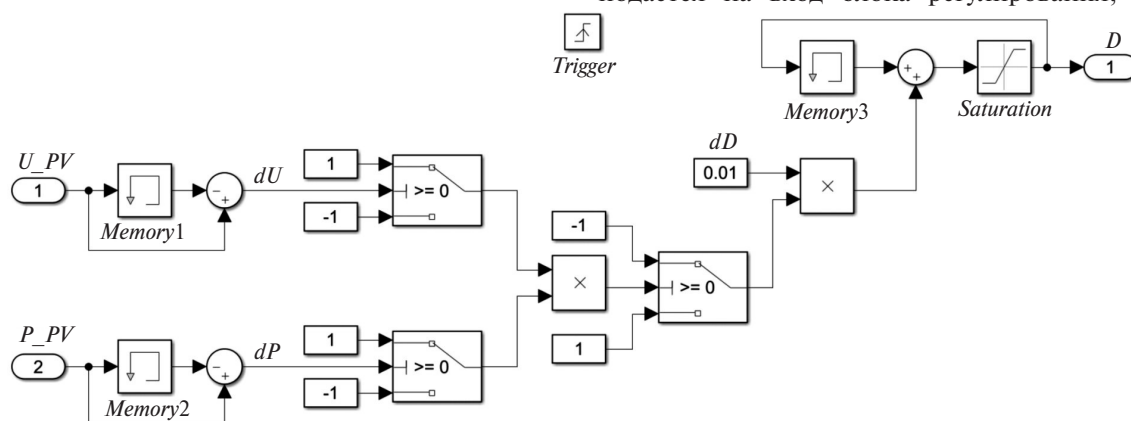 подается на вход блока регулирования,
Trigger
D
1
Memory3
Saturation
dD
0.01
×
U_PV
1
Memory1
dU
1
>= 0
-1
-1
×
>= 0
1
P_PV
2
Memory2
dP
1
>= 0
-1